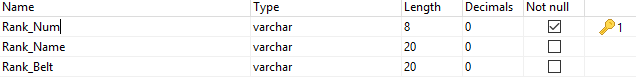 Name Type Length Decimals Not null
Rank_Num varchar 8 0 1
Rank_Name varchar 20 0
Rank_Belt varchar 20 0